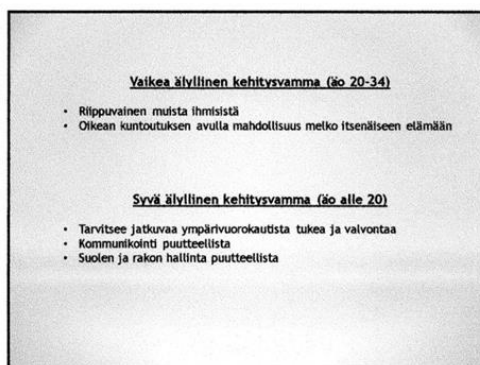 Vaikea älyllinen kehitysvamma (äo 20-34)
• Riippuvainen muista ihmisistä
• Oikean kuntoutuksen avulla mahdollisuus melko itsenäiseen elämään
Syvä älyllinen kehitysvamma (äo alle 20)
• Tarvitsee jatkuvaa ympärivuorokautista tukea ja valvontaa
• Kommunikointi puutteellista
• Suolen ja rakon hallinta puutteellista